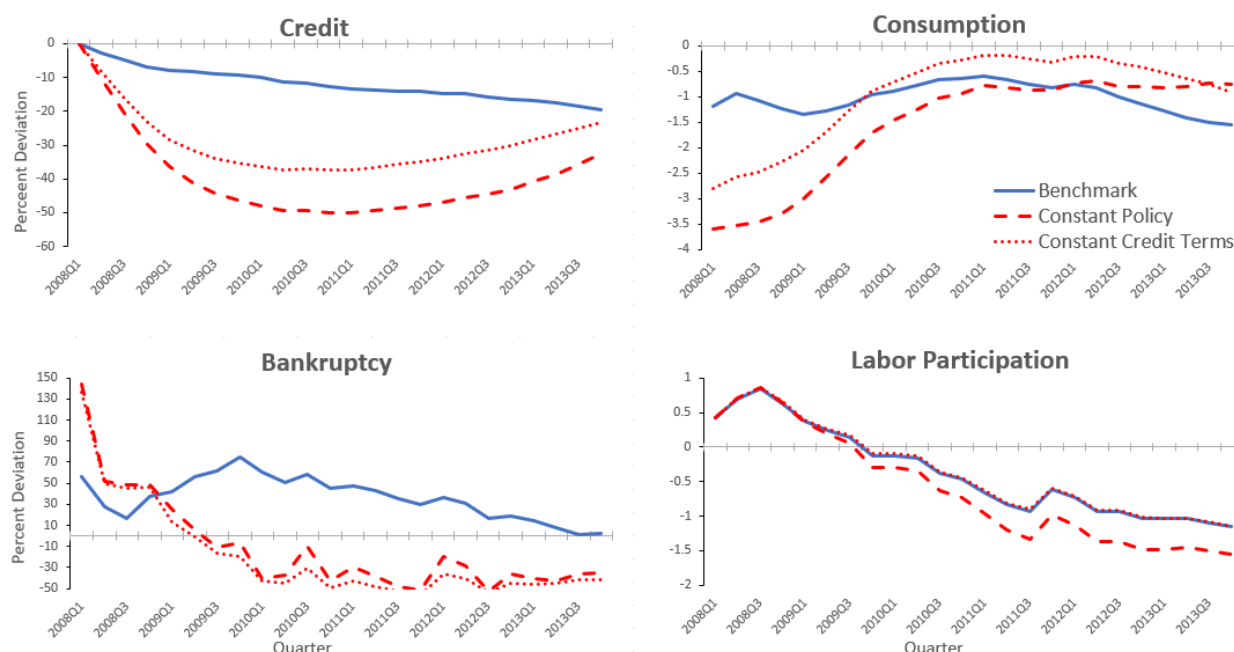 Credit
Perceent Deviation
0
-10
-20
-30
-40
-50
-60
2008Q1
2008Q3
2009Q1
2009Q3
2010Q1
2010Q3
2011Q1
2011Q3
2012Q1
2012Q3
2013Q1
2013Q3
Consumption
0
-0.5
-1
-1.5
-2
-2.5
-3
-3.5
-4
Benchmark
Constant Policy
Constant Credit Terms
2008Q1
2008Q3
2009Q1
2009Q3
2010Q1
2010Q3
2011Q1
2011Q3
2012Q1
2012Q3
2013Q1
2013Q3
Bankruptcy
Percent Deviation
150
130
110
90
70
50
30
10
-10
-30
-50
2008Q1
2008Q3
2009Q1
2009Q3
2010Q1
2010Q3
2011Q1
2011Q3
2012Q1
2012Q3
2013Q1
2013Q3
Quarter
Labor Participation
1
0.5
0
-0.5
-1
-1.5
-2
2008Q1
2008Q3
2009Q1
2009Q3
2010Q1
2010Q3
2011Q1
2011Q3
2012Q1
2012Q3
2013Q1
2013Q3
Quarter